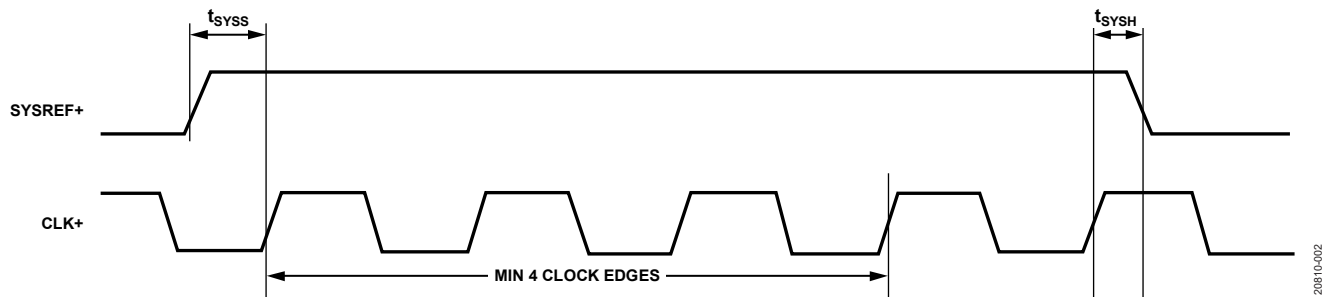 tSYSS
tSYSH
SYSREF+
CLK+
MIN 4 CLOCK EDGES
20810-002